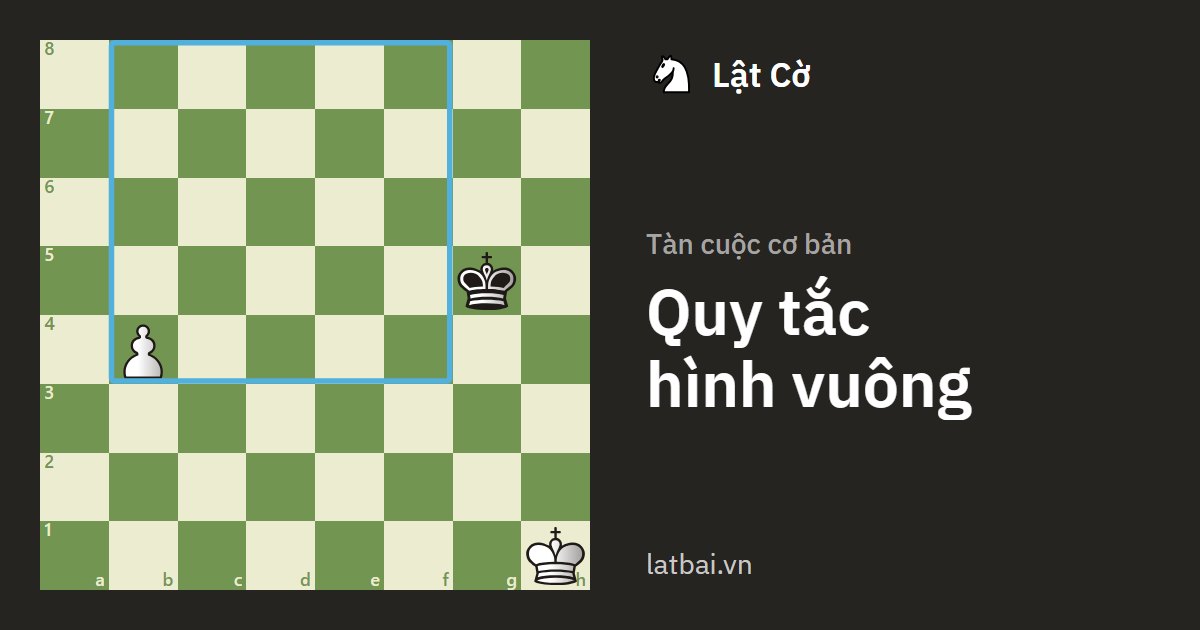 8
7
6
5
4
3
2
1
a b c d e f g h
Lật Cờ
Tàn cuộc cơ bản
Quy tắc
hình vuông
latbai.vn